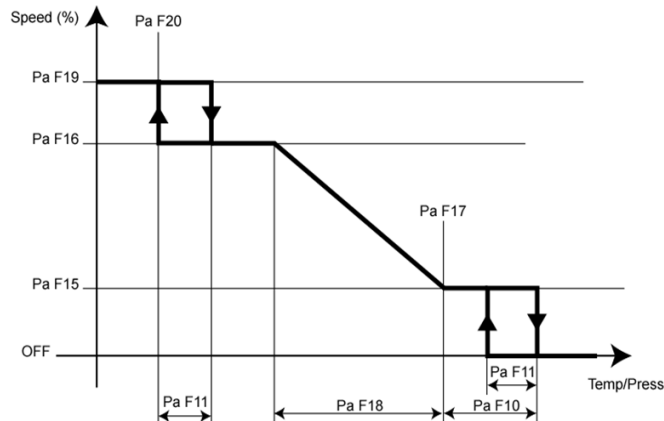 Speed (%)
Pa F20
Pa F19
Pa F16
Pa F17
Pa F15
OFF
Pa F11
Temp/Press
Pa F11
Pa F18
Pa F10